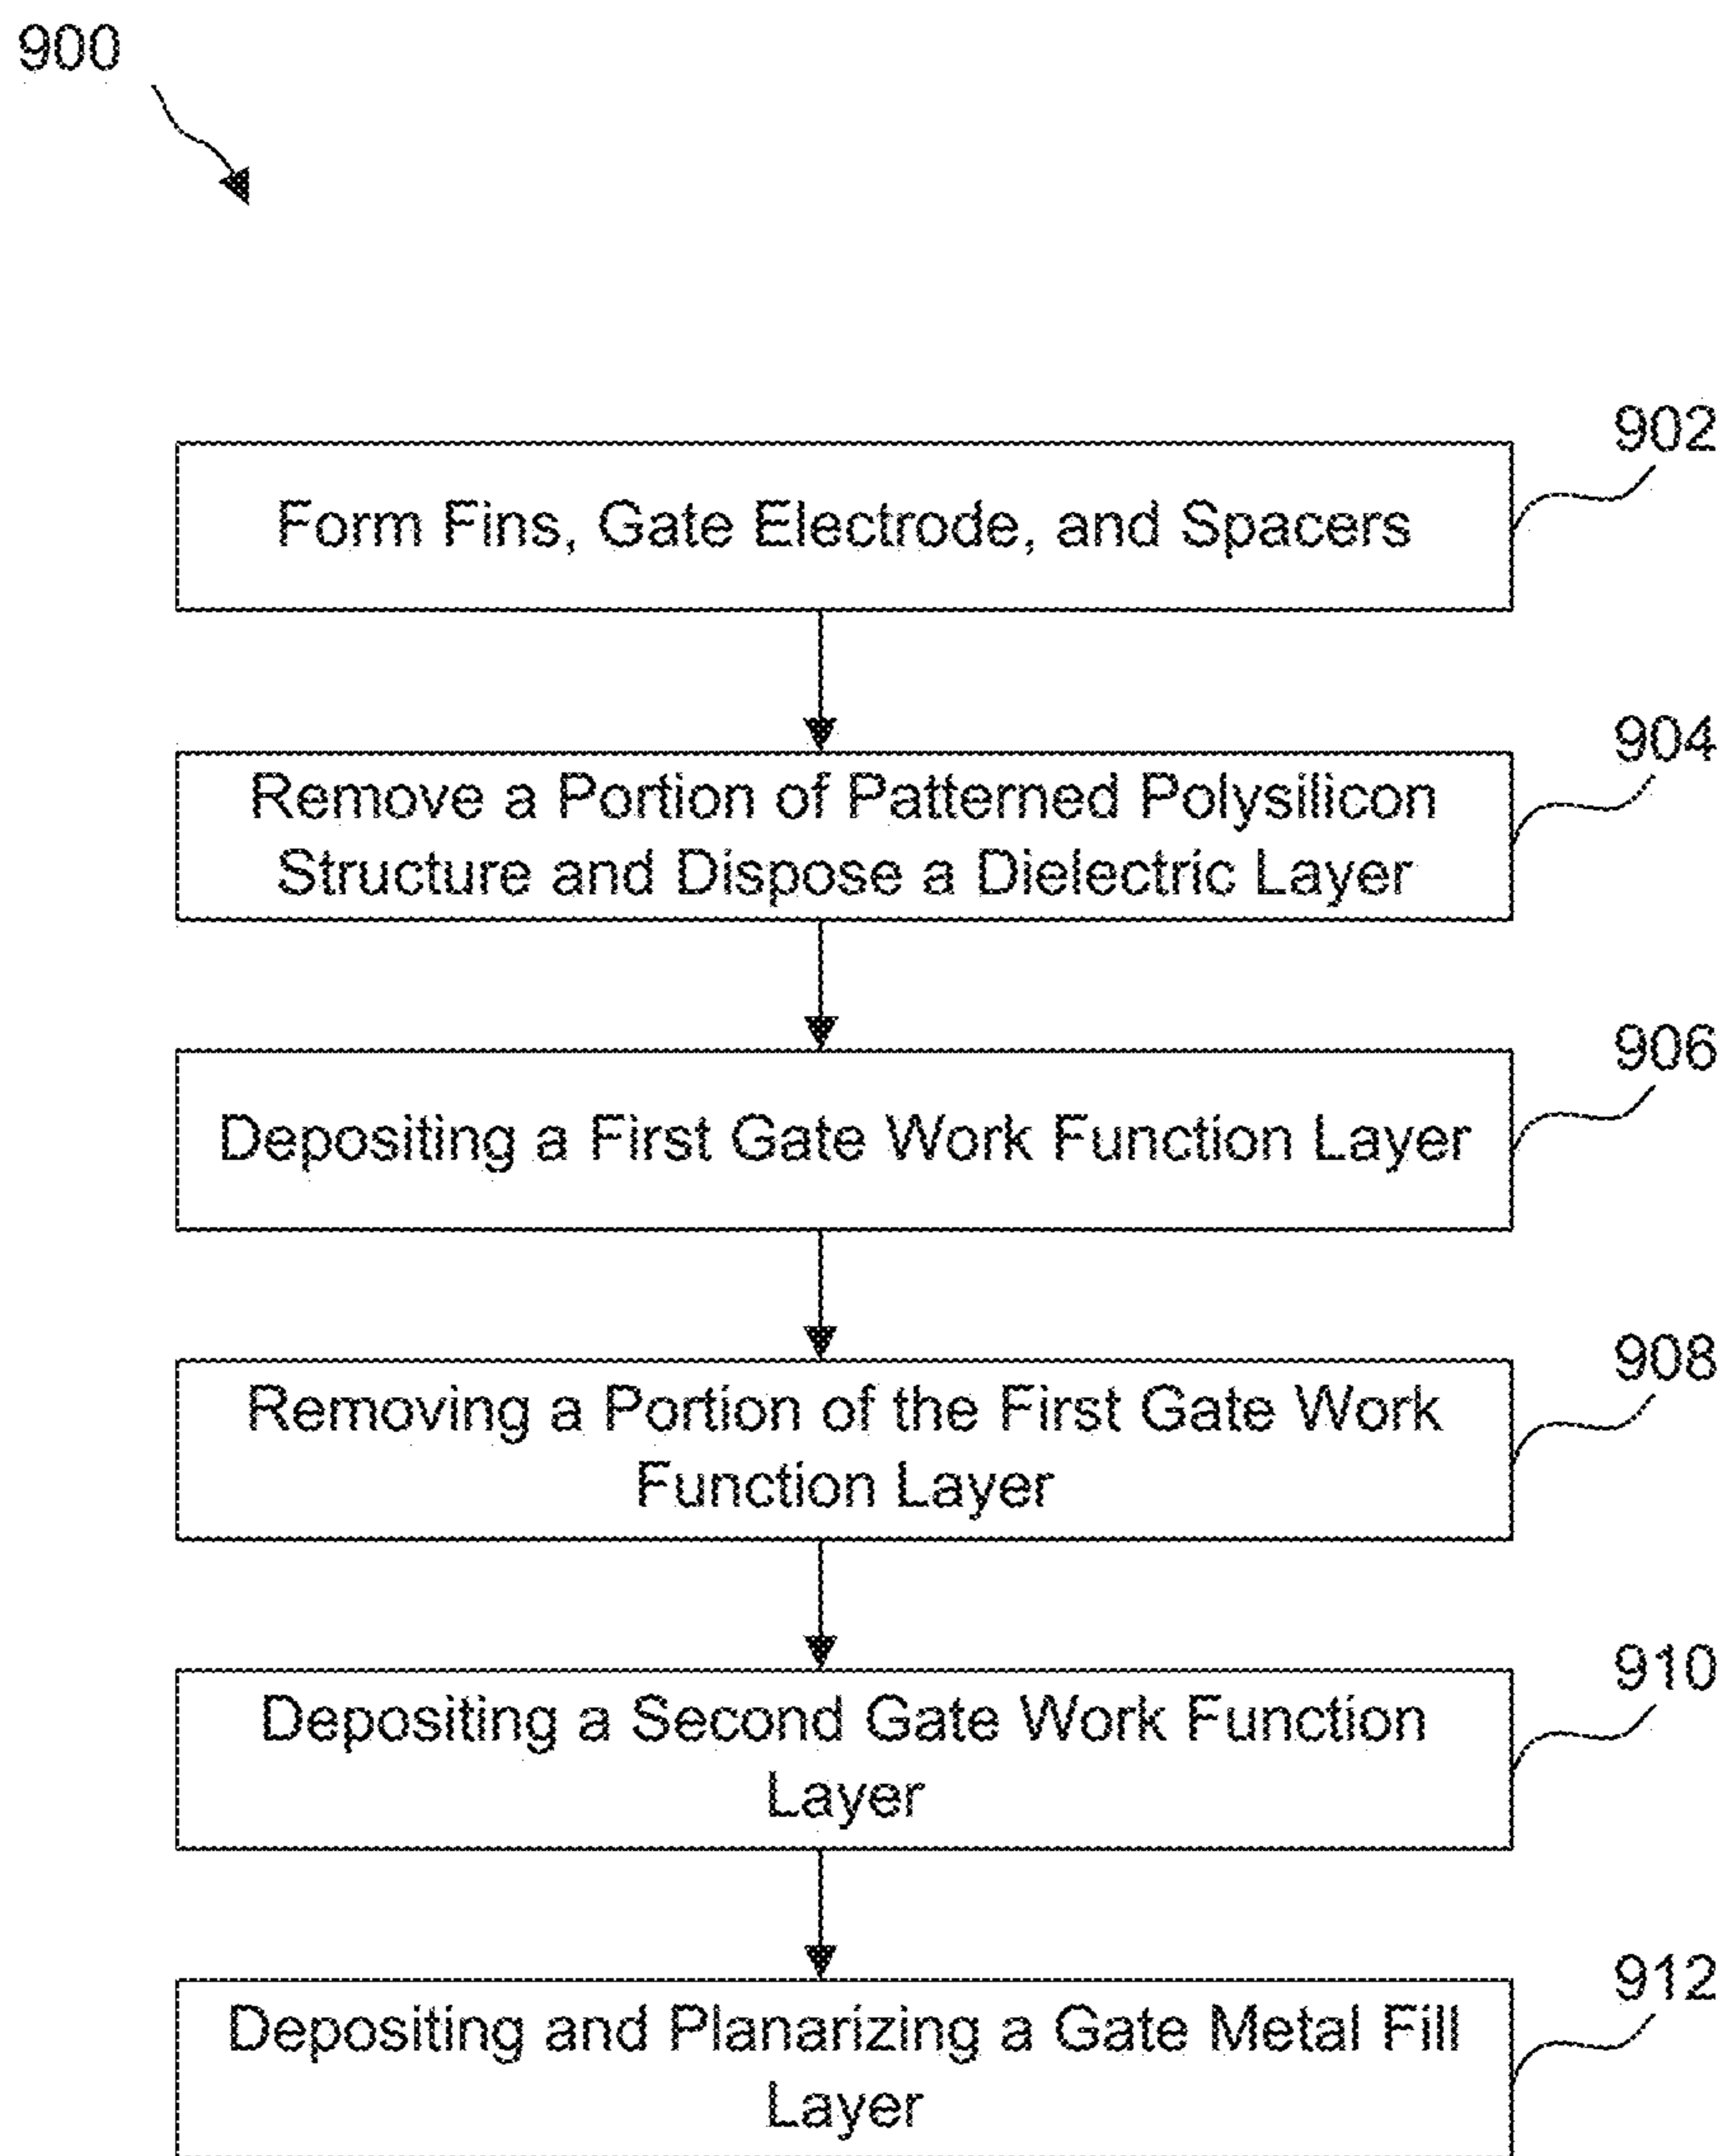 900
902
Form Fins, Gate Electrode, and Spacers
904
Remove a Portion of Patterned Polysilicon
Structure and Dispose a Dielectric Layer
906
Depositing a First Gate Work Function Layer
908
Removing a Portion of the First Gate Work
Function Layer
910
Depositing a Second Gate Work Function
Layer
912
Depositing and Planarizing a Gate Metal Fill
Layer